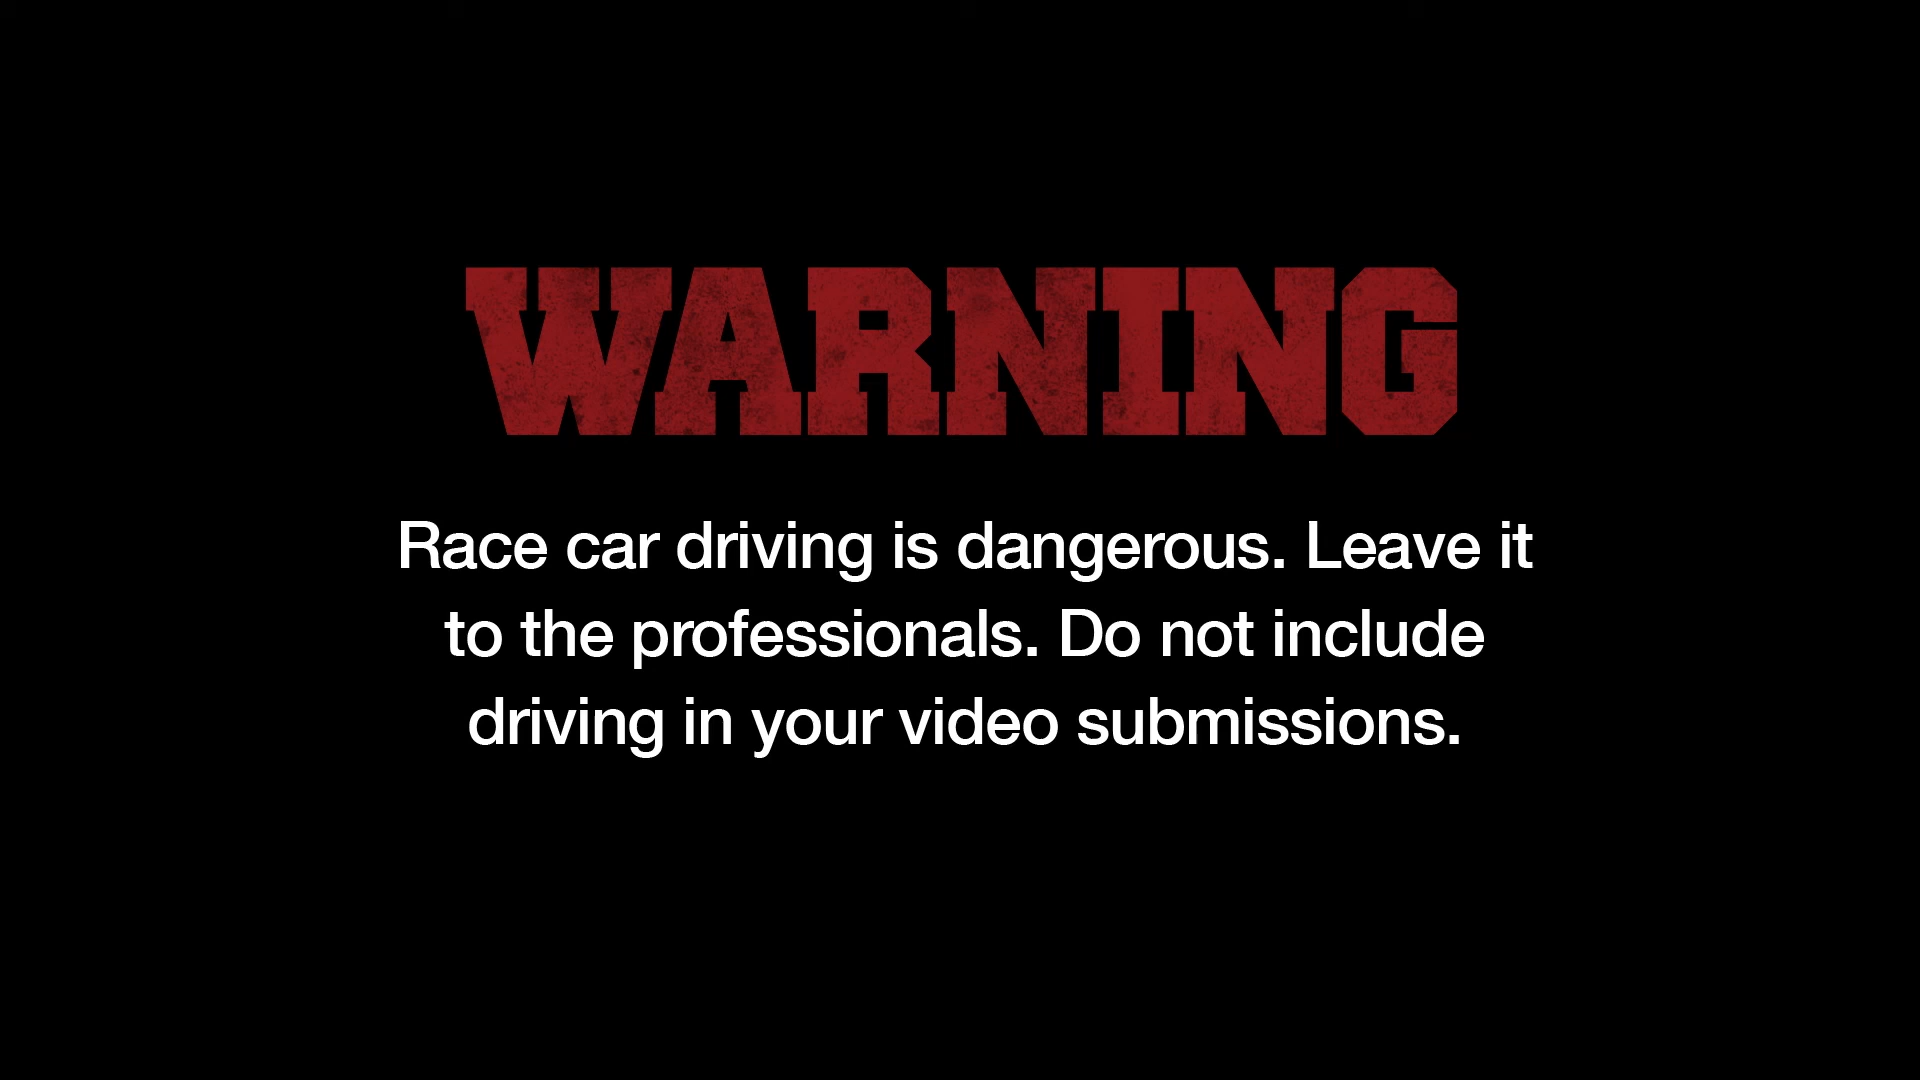 WARNING
Race car driving is dangerous. Leave it
to the professionals. Do not include
driving in your video submissions.